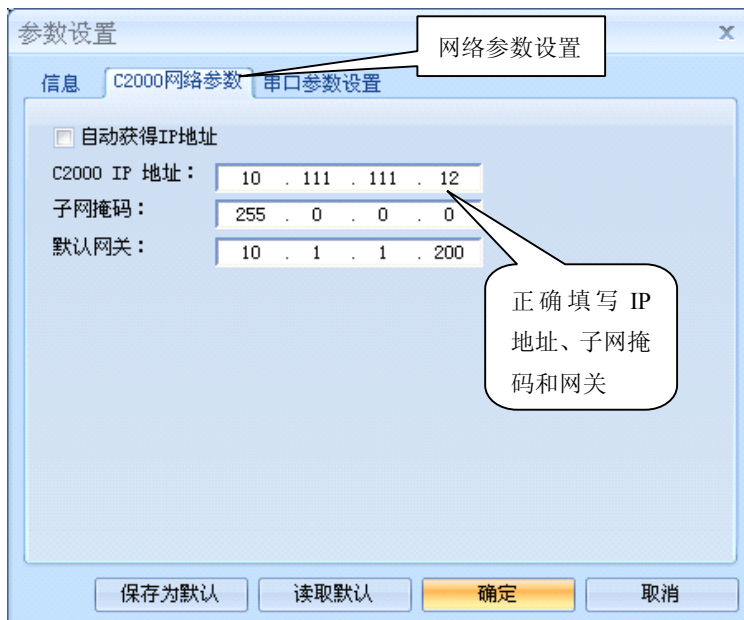 参数设置
网络参数设置
信息 C2000网络参数 串口参数设置
自动获得IP地址
C2000 IP 地址： 10 . 111 . 111 . 12
子网掩码： 255 . 0 . 0 . 0
默认网关： 10 . 1 . 1 . 200
正确填写 IP
地址、子网掩
码和网关
保存为默认 读取默认 确定 取消